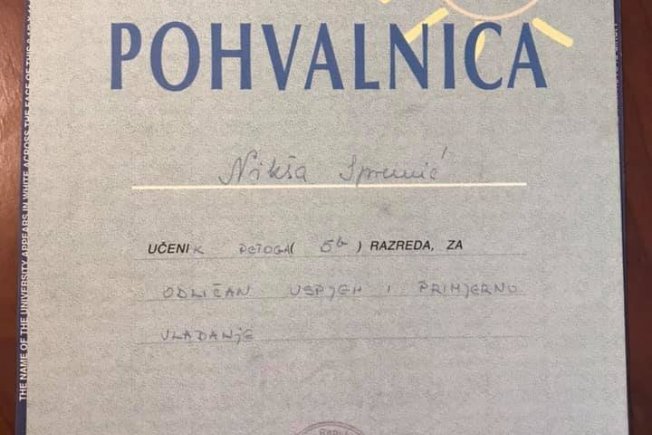 POHVALNICA
Nikša Sprunić
UČENIK PETOGA( 5b ) RAZREDA, ZA
ODLIČAN USPJEH I PRIMJERNO
VLADANJE
THE NAME OF THE UNIVERSITY APPEARS IN WHITE ACROSS THE FACE OF THIS